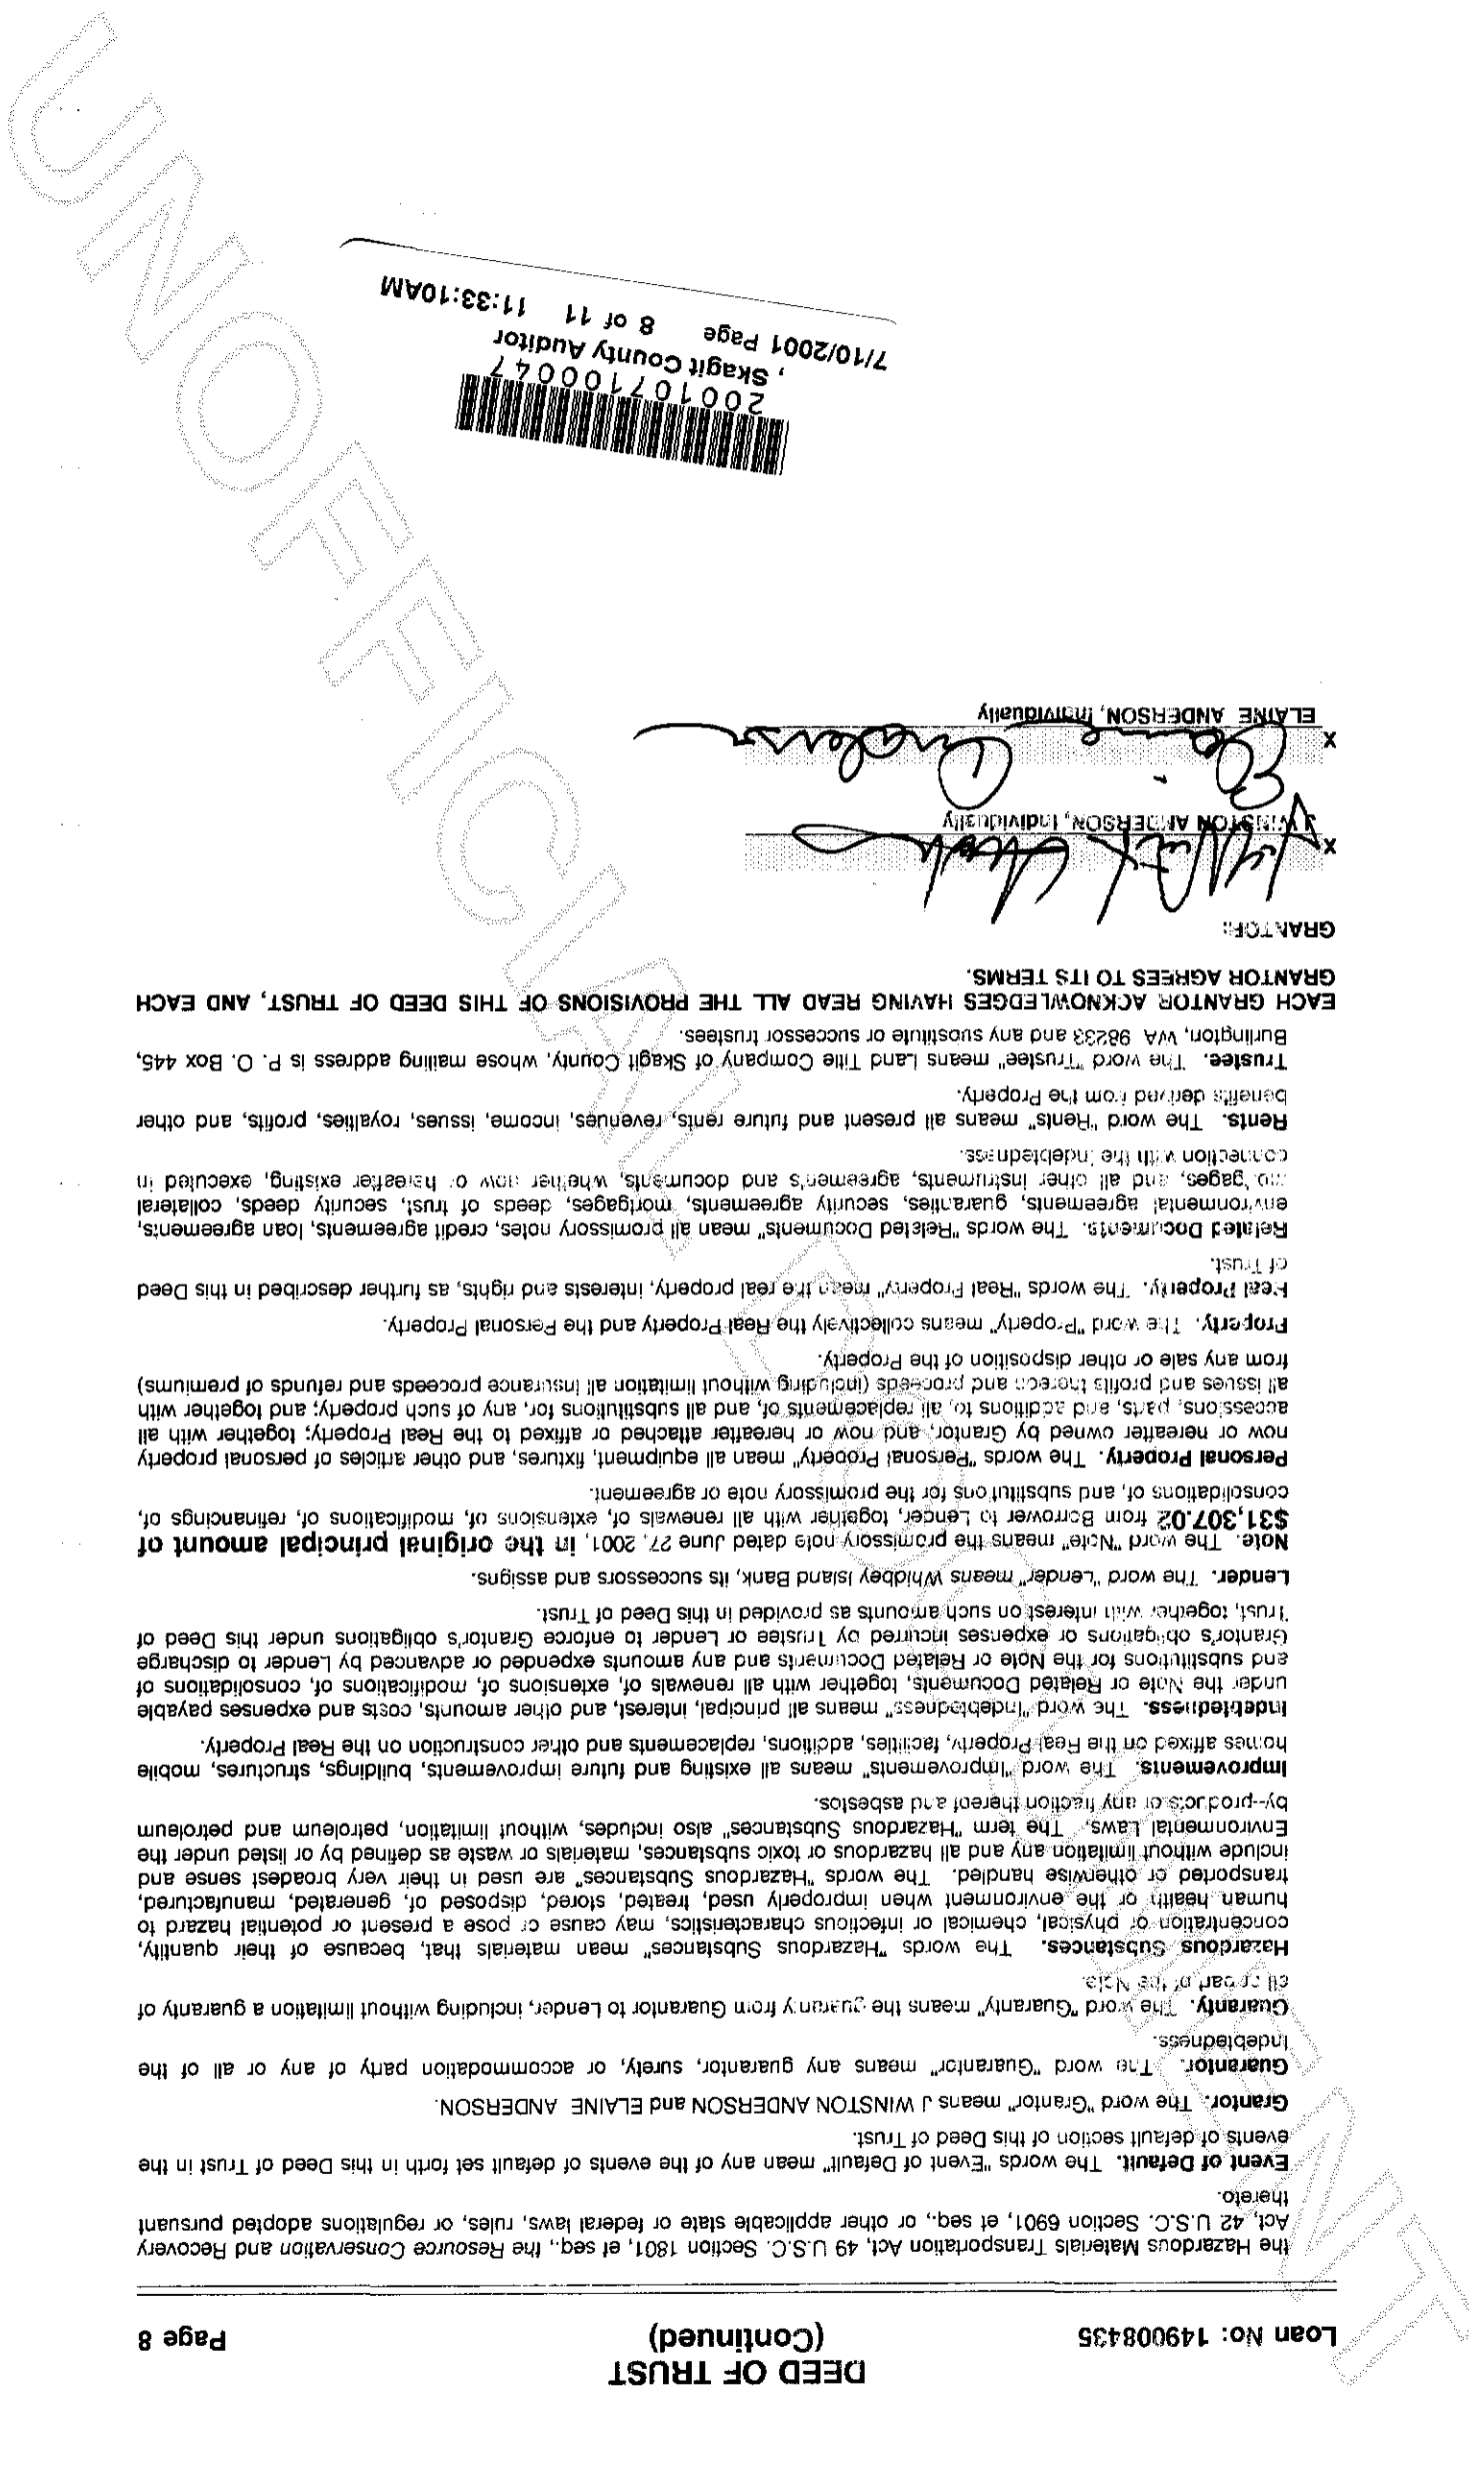 DEED OF TRUST
Loan No: 149008435 (Continued) Page 8
the Hazardous Materials Transportation Act, 49 U.S.C. Section 1801, et seq., the Resource Conservation and Recovery
Act, 42 U.S.C. Section 6901, et seq., or other applicable state or federal laws, rules, or regulations adopted pursuant
thereto.
Event of Default. The words "Event of Default" mean any of the events of default set forth in this Deed of Trust in the
events of default section of this Deed of Trust.
Grantor. The word "Grantor" means J WINSTON ANDERSON and ELAINE ANDERSON.
Guarantor. The word "Guarantor" means any guarantor, surety, or accommodation party of any or all of the
Indebtedness.
Guaranty. The word "Guaranty" means the guaranty from Guarantor to Lender, including without limitation a guaranty of
all or part of the Note.
Hazardous Substances. The words "Hazardous Substances" mean materials that, because of their quantity,
concentration or physical, chemical or infectious characteristics, may cause or pose a present or potential hazard to
human health or the environment when improperly used, treated, stored, disposed of, generated, manufactured,
transported or otherwise handled. The words "Hazardous Substances" are used in their very broadest sense and
include without limitation any and all hazardous or toxic substances, materials or waste as defined by or listed under the
Environmental Laws. The term "Hazardous Substances" also includes, without limitation, petroleum and petroleum
by-products or any fraction thereof and asbestos.
Improvements. The word "Improvements" means all existing and future improvements, buildings, structures, mobile
homes affixed on the Real Property, facilities, additions, replacements and other construction on the Real Property.
Indebtedness. The word "Indebtedness" means all principal, interest, and other amounts, costs and expenses payable
under the Note or Related Documents, together with all renewals of, extensions of, modifications of, consolidations of
and substitutions for the Note or Related Documents and any amounts expended or advanced by Lender to discharge
Grantor's obligations or expenses incurred by Trustee or Lender to enforce Grantor's obligations under this Deed of
Trust, together with interest on such amounts as provided in this Deed of Trust.
Lender. The word "Lender" means Whidbey Island Bank, its successors and assigns.
Note. The word "Note" means the promissory note dated June 27, 2001, in the original principal amount of
$31,307.02 from Borrower to Lender, together with all renewals of, extensions of, modifications of, refinancings of,
consolidations of, and substitutions for the promissory note or agreement.
Personal Property. The words "Personal Property" mean all equipment, fixtures, and other articles of personal property
now or hereafter owned by Grantor, and now or hereafter attached or affixed to the Real Property; together with all
accessions, parts, and additions to, all replacements of, and all substitutions for, any of such property; and together with
all issues and profits thereon and proceeds (including without limitation all insurance proceeds and refunds of premiums)
from any sale or other disposition of the Property.
Property. The word "Property" means collectively the Real Property and the Personal Property.
Real Property. The words "Real Property" mean the real property, interests and rights, as further described in this Deed
of Trust.
Related Documents. The words "Related Documents" mean all promissory notes, credit agreements, loan agreements,
environmental agreements, guaranties, security agreements, mortgages, deeds of trust, security deeds, collateral
mortgages, and all other instruments, agreements and documents, whether now or hereafter existing, executed in
connection with the Indebtedness.
Rents. The word "Rents" means all present and future rents, revenues, income, issues, royalties, profits, and other
benefits derived from the Property.
Trustee. The word "Trustee" means Land Title Company of Skagit County, whose mailing address is P. O. Box 445,
Burlington, WA 98233 and any substitute or successor trustees.
EACH GRANTOR ACKNOWLEDGES HAVING READ ALL THE PROVISIONS OF THIS DEED OF TRUST, AND EACH
GRANTOR AGREES TO ITS TERMS.
GRANTOR:
X
J WINSTON ANDERSON, Individually
X Elaine Anderson
ELAINE ANDERSON, Individually
200107100047
, Skagit County Auditor
7/10/2001 Page 8 of 11 11:33:10AM
UNOFFICIAL DOCUMENT